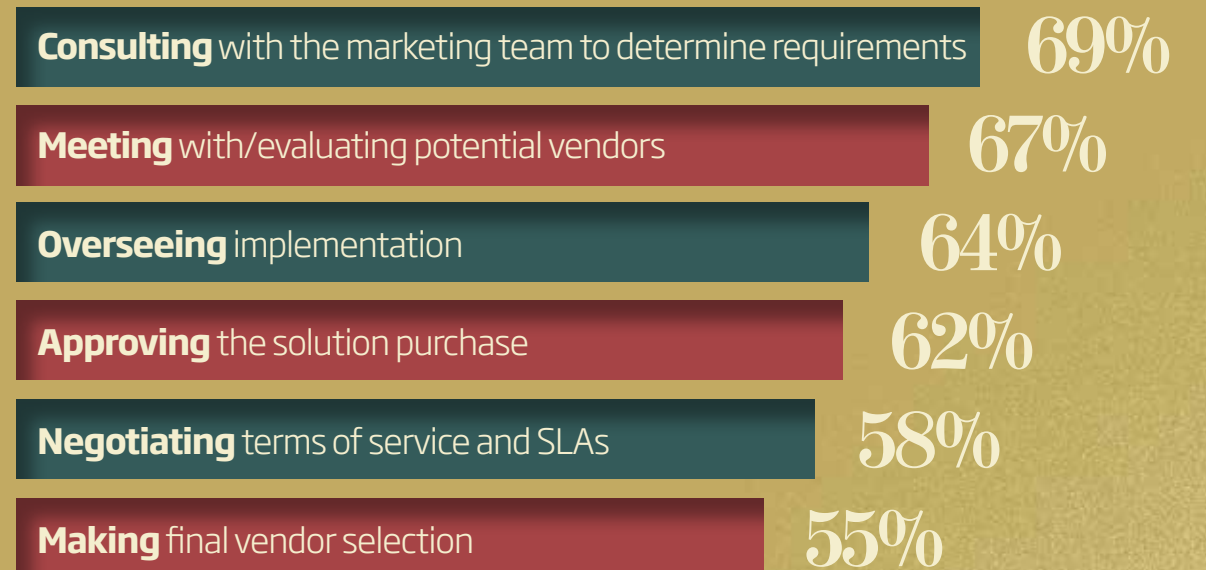 Consulting with the marketing team to determine requirements 69%
Meeting with/evaluating potential vendors 67%
Overseeing implementation 64%
Approving the solution purchase 62%
Negotiating terms of service and SLAs 58%
Making final vendor selection 55%